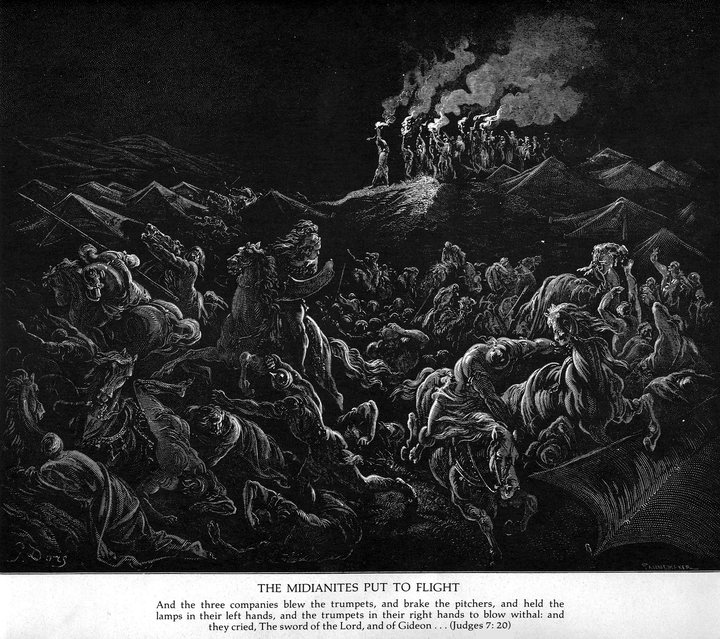 G. Doré
PANNEMAKER
THE MIDIANITES PUT TO FLIGHT
And the three companies blew the trumpets, and brake the pitchers, and held the
lamps in their left hands, and the trumpets in their right hands to blow withal: and
they cried, The sword of the Lord, and of Gideon . . . (Judges 7: 20)